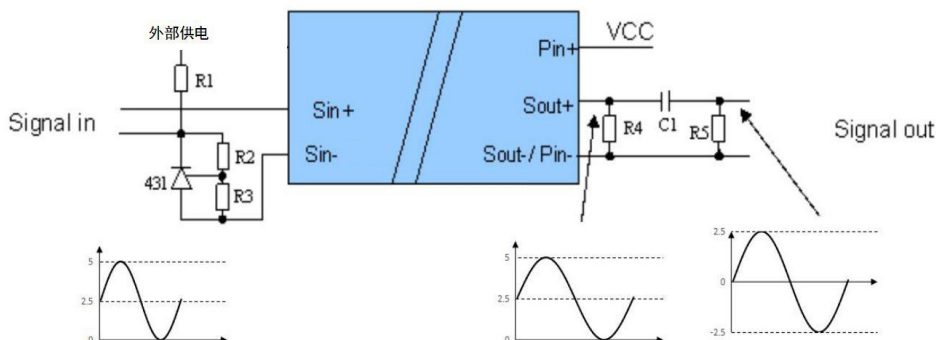 外部供电
R1
VCC
Pin+
Signal in
Sin+
Sout+
R4
C1
R5
Signal out
Sin-
R2
Sout-/ Pin-
431
R3
5
2.5
0
5
2.5
0
2.5
0
-2.5